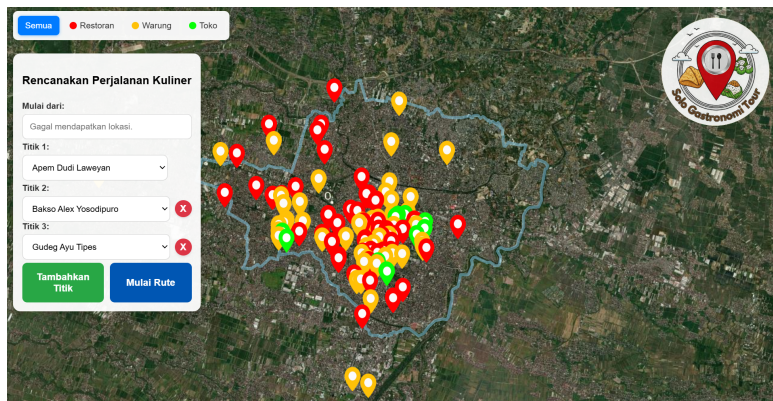 Semua
Restoran
Warung
Toko
Rencanakan Perjalanan Kuliner
Mulai dari:
Gagal mendapatkan lokasi.
Titik 1:
Apem Dudi Laweyan
Titik 2:
Bakso Alex Yosodipuro
X
Titik 3:
Gudeg Ayu Tipes
X
Tambahkan
Titik
Mulai Rute
Solo Gastronomi Tour